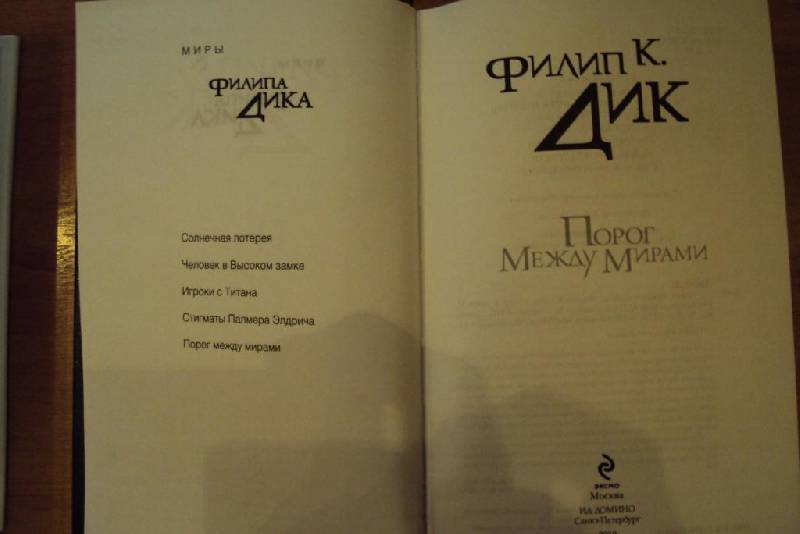 МИРЫ
ФИЛИПА
ДИКА
Солнечная лотерея
Человек в Высоком замке
Игроки с Титана
Стигматы Палмера Элдрича
Порог между мирами
ФИЛИП К.
ДИК
ПОРОГ
МЕЖДУ МИРАМИ
ЭКСМО
Москва
ИД ДОМИНО
Санкт-Петербург